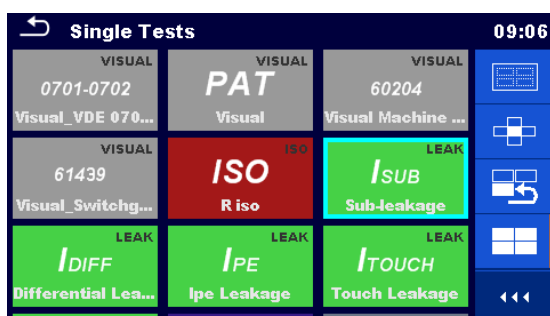 Single Tests 09:06
VISUAL VISUAL VISUAL
0701-0702 PAT 60204
Visual_VDE 070... Visual Visual Machine ...
VISUAL ISO LEAK
61439 ISO ISUB
Visual_Switchg... R iso Sub-leakage
LEAK LEAK LEAK
IDIFF IPE ITOUCH
Differential Lea... Ipe Leakage Touch Leakage